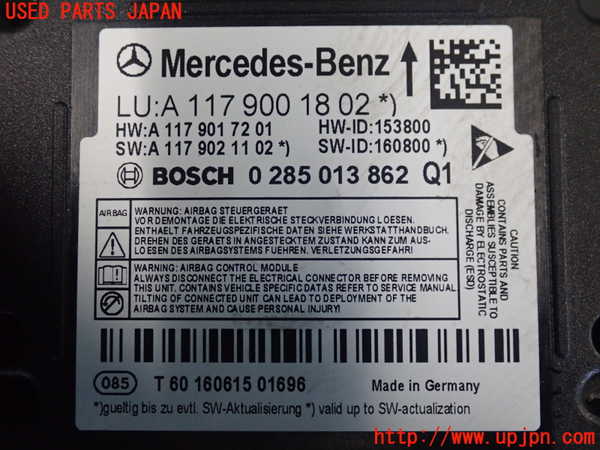 USED PARTS JAPAN
Mercedes-Benz
LU:A 117 900 18 02 *)
HW:A 117 901 72 01 HW-ID:153800
SW:A 117 902 11 02 *) SW-ID:160800 *)
BOSCH 0 285 013 862 Q1
AIRBAG
WARNUNG: AIRBAG STEUERGERAET
VOR DEMONTAGE DIE ELEKTRISCHE STECKVERBINDUNG LOESEN.
ENTHAELT FAHRZEUGSPEZIFISCHE DATEN SIEHE WERKSTATTHANDBUCH
DREHEN DES GERAETS IN ANGESTECKTEM ZUSTAND KANN ZUM AUS-
LOESEN DES AIRBAGSYSTEMS FUEHREN. VERLETZUNGSGEFAHR!
WARNING: AIRBAG CONTROL MODULE
ALWAYS DISCONNECT THE ELECTRICAL CONNECTOR BEFORE REMOVING
THIS UNIT. CONTAINS VEHICLE SPECIFIC DATAS REFER TO SERVICE MANUAL
TILTING OF CONNECTED UNIT CAN LEAD TO DEPLOYMENT OF THE
AIRBAG SYSTEM AND CAN CAUSE PERSONAL INJURY!
CAUTION
CONTAINS PARTS AND
ASSEMBLIES SUSCEPTIBLE TO
DAMAGE BY ELECTROSTATIC
DISCHARGE (ESD)
085 T 60 160615 01696 Made in Germany
*)gueltig bis zu evtl. SW-Aktualisierung / *) valid up to SW-actualization
http://www.upjpn.com/